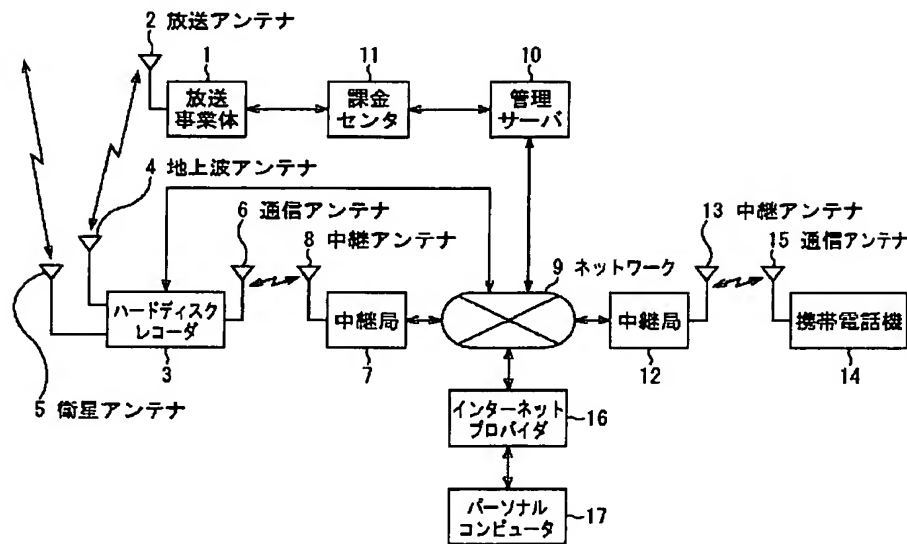 2 放送アンテナ
1
11
10
放送
事業体
課金
センタ
管理
サーバ
4 地上波アンテナ
6 通信アンテナ
8 中継アンテナ
13 中継アンテナ
15 通信アンテナ
9 ネットワーク
ハードディスク
レコーダ
中継局
中継局
携帯電話機
3
7
12
14
5 衛星アンテナ
インターネット
プロバイダ
16
パーソナル
コンピュータ
17